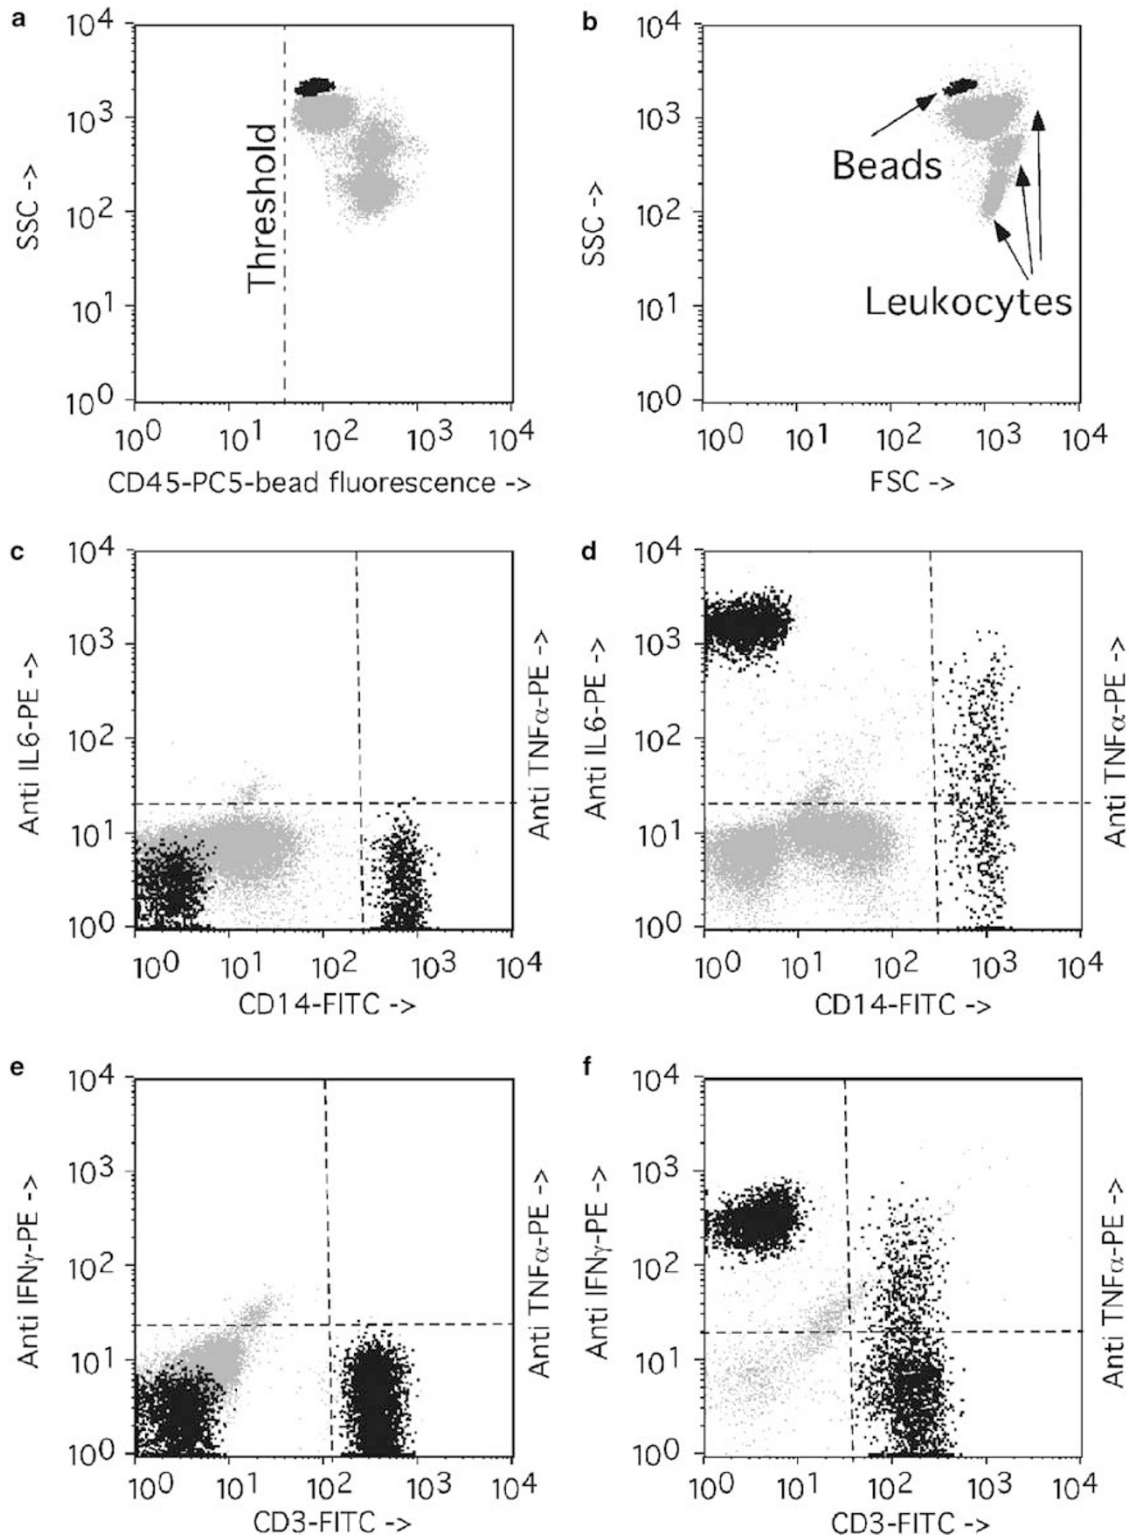 a
10⁴
10³
10²
10¹
10⁰
SSC ->
Threshold
10⁰ 10¹ 10² 10³ 10⁴
CD45-PC5-bead fluorescence ->
b
10⁴
10³
10²
10¹
10⁰
SSC ->
Beads
Leukocytes
10⁰ 10¹ 10² 10³ 10⁴
FSC ->
c
10⁴
10³
10²
10¹
10⁰
Anti IL6-PE ->
Anti TNFα-PE ->
10⁰ 10¹ 10² 10³ 10⁴
CD14-FITC ->
d
10⁴
10³
10²
10¹
10⁰
Anti IL6-PE ->
Anti TNFα-PE ->
10⁰ 10¹ 10² 10³ 10⁴
CD14-FITC ->
e
10⁴
10³
10²
10¹
10⁰
Anti IFNγ-PE ->
Anti TNFα-PE ->
10⁰ 10¹ 10² 10³ 10⁴
CD3-FITC ->
f
10⁴
10³
10²
10¹
10⁰
Anti IFNγ-PE ->
Anti TNFα-PE ->
10⁰ 10¹ 10² 10³ 10⁴
CD3-FITC ->